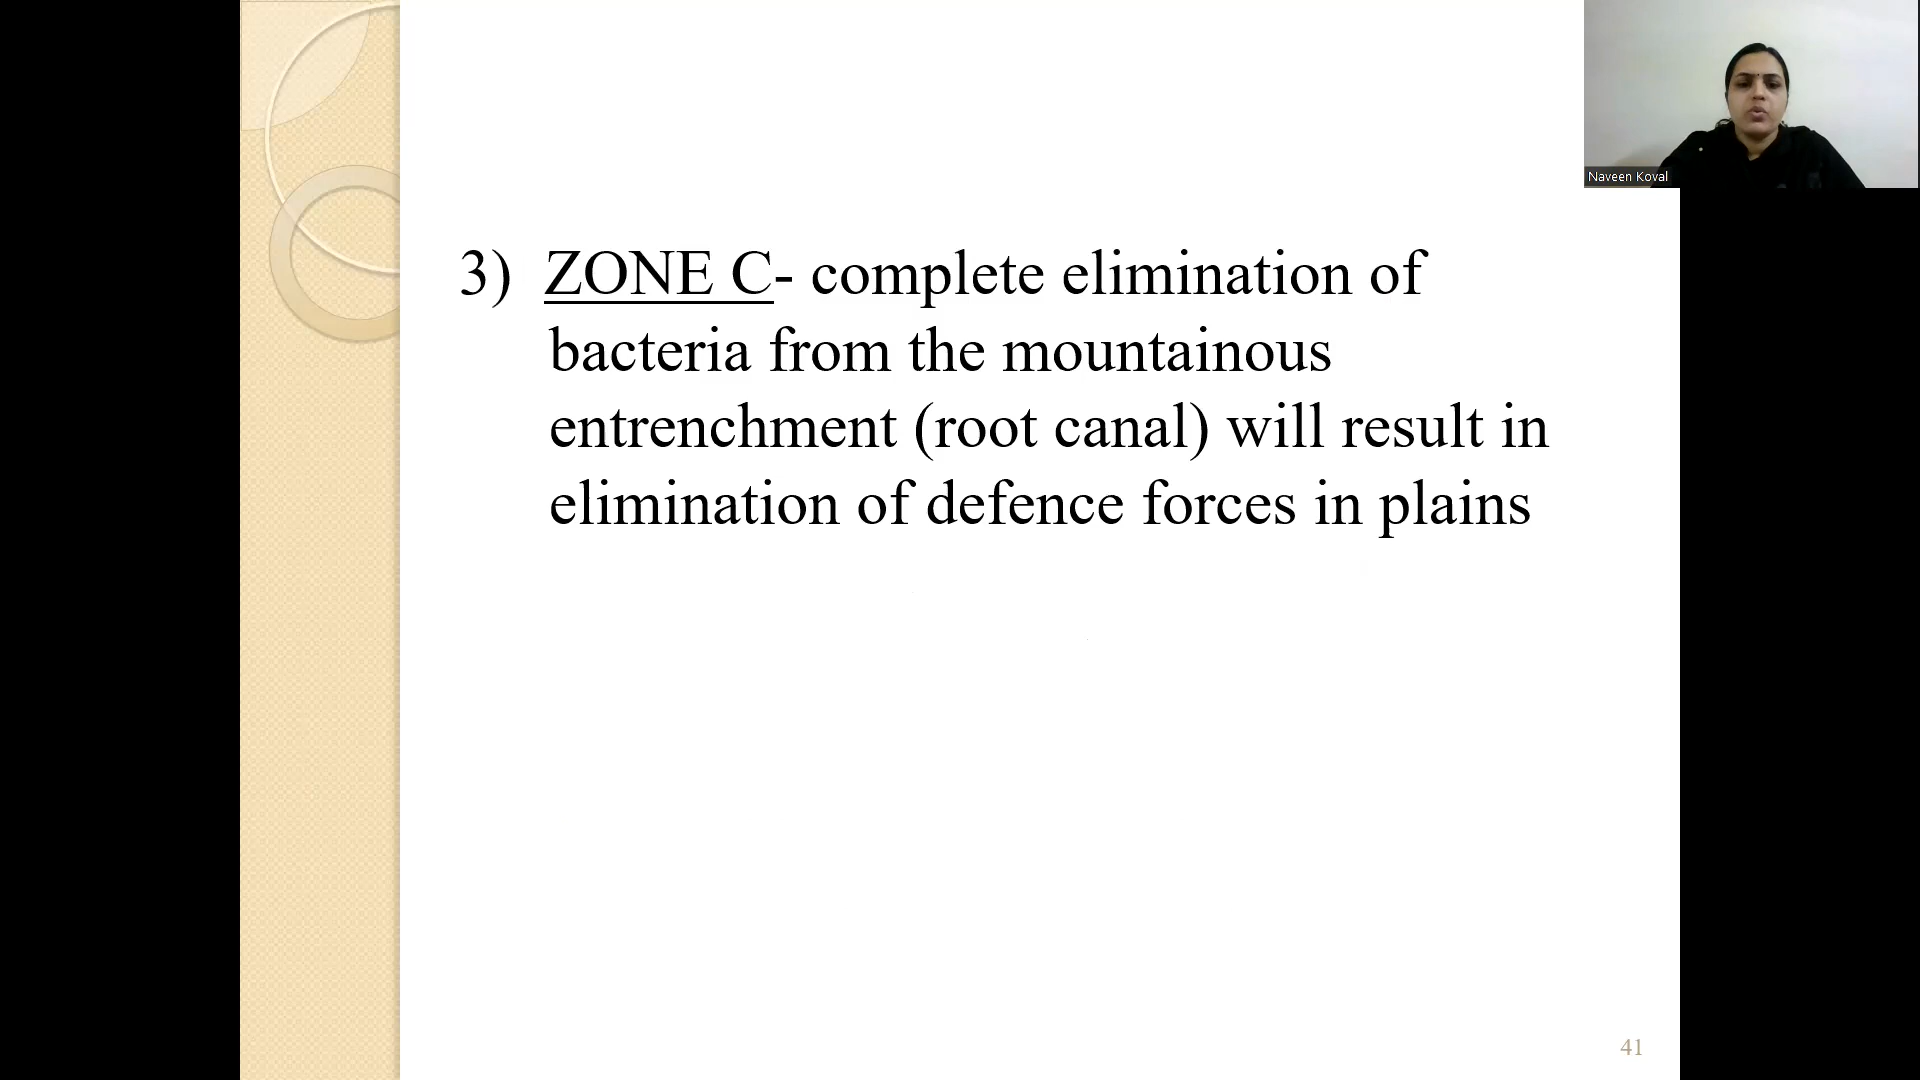 Naveen Koval
3) ZONE C- complete elimination of
bacteria from the mountainous
entrenchment (root canal) will result in
elimination of defence forces in plains
41